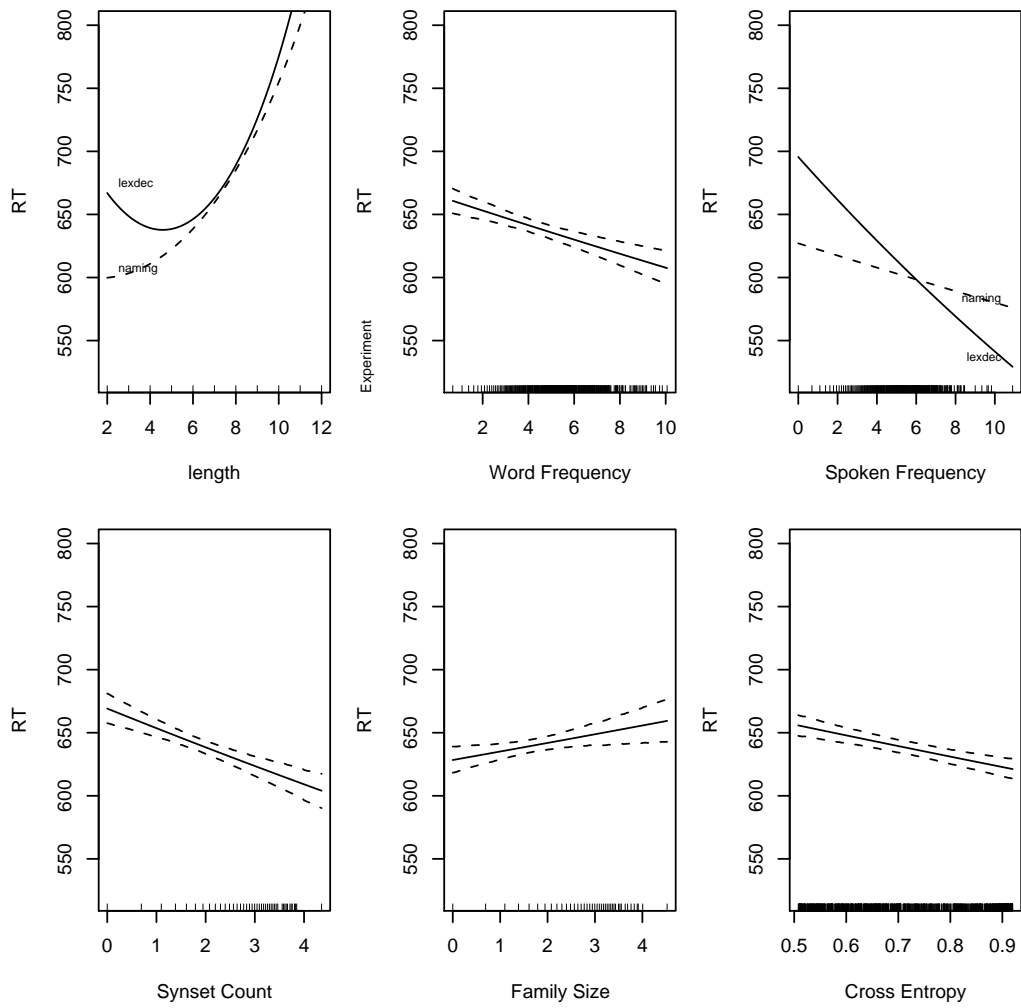 550 600 650 700 750 800
RT
lexdec
naming
2 4 6 8 10 12
length
Experiment
550 600 650 700 750 800
RT
2 4 6 8 10
Word Frequency
550 600 650 700 750 800
RT
naming
lexdec
0 2 4 6 8 10
Spoken Frequency
550 600 650 700 750 800
RT
0 1 2 3 4
Synset Count
550 600 650 700 750 800
RT
0 1 2 3 4
Family Size
550 600 650 700 750 800
RT
0.5 0.6 0.7 0.8 0.9
Cross Entropy